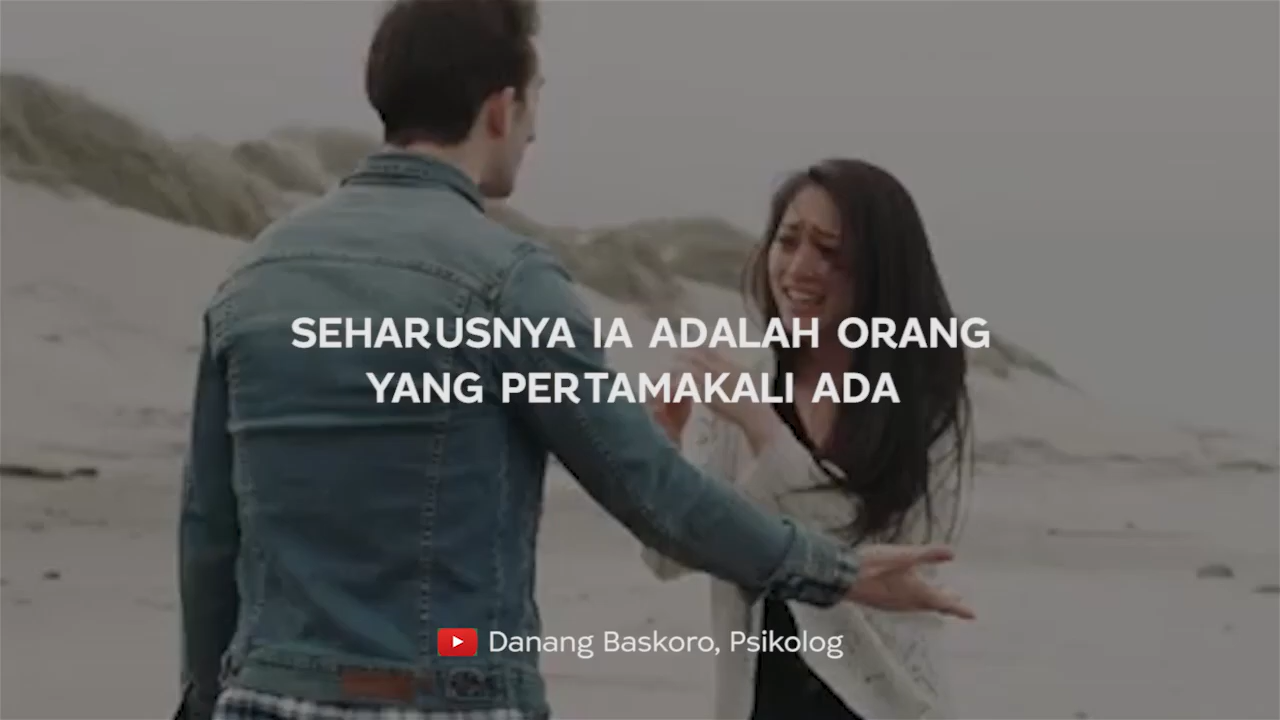 SEHARUSNYA IA ADALAH ORANG
YANG PERTAMAKALI ADA
Danang Baskoro, Psikolog